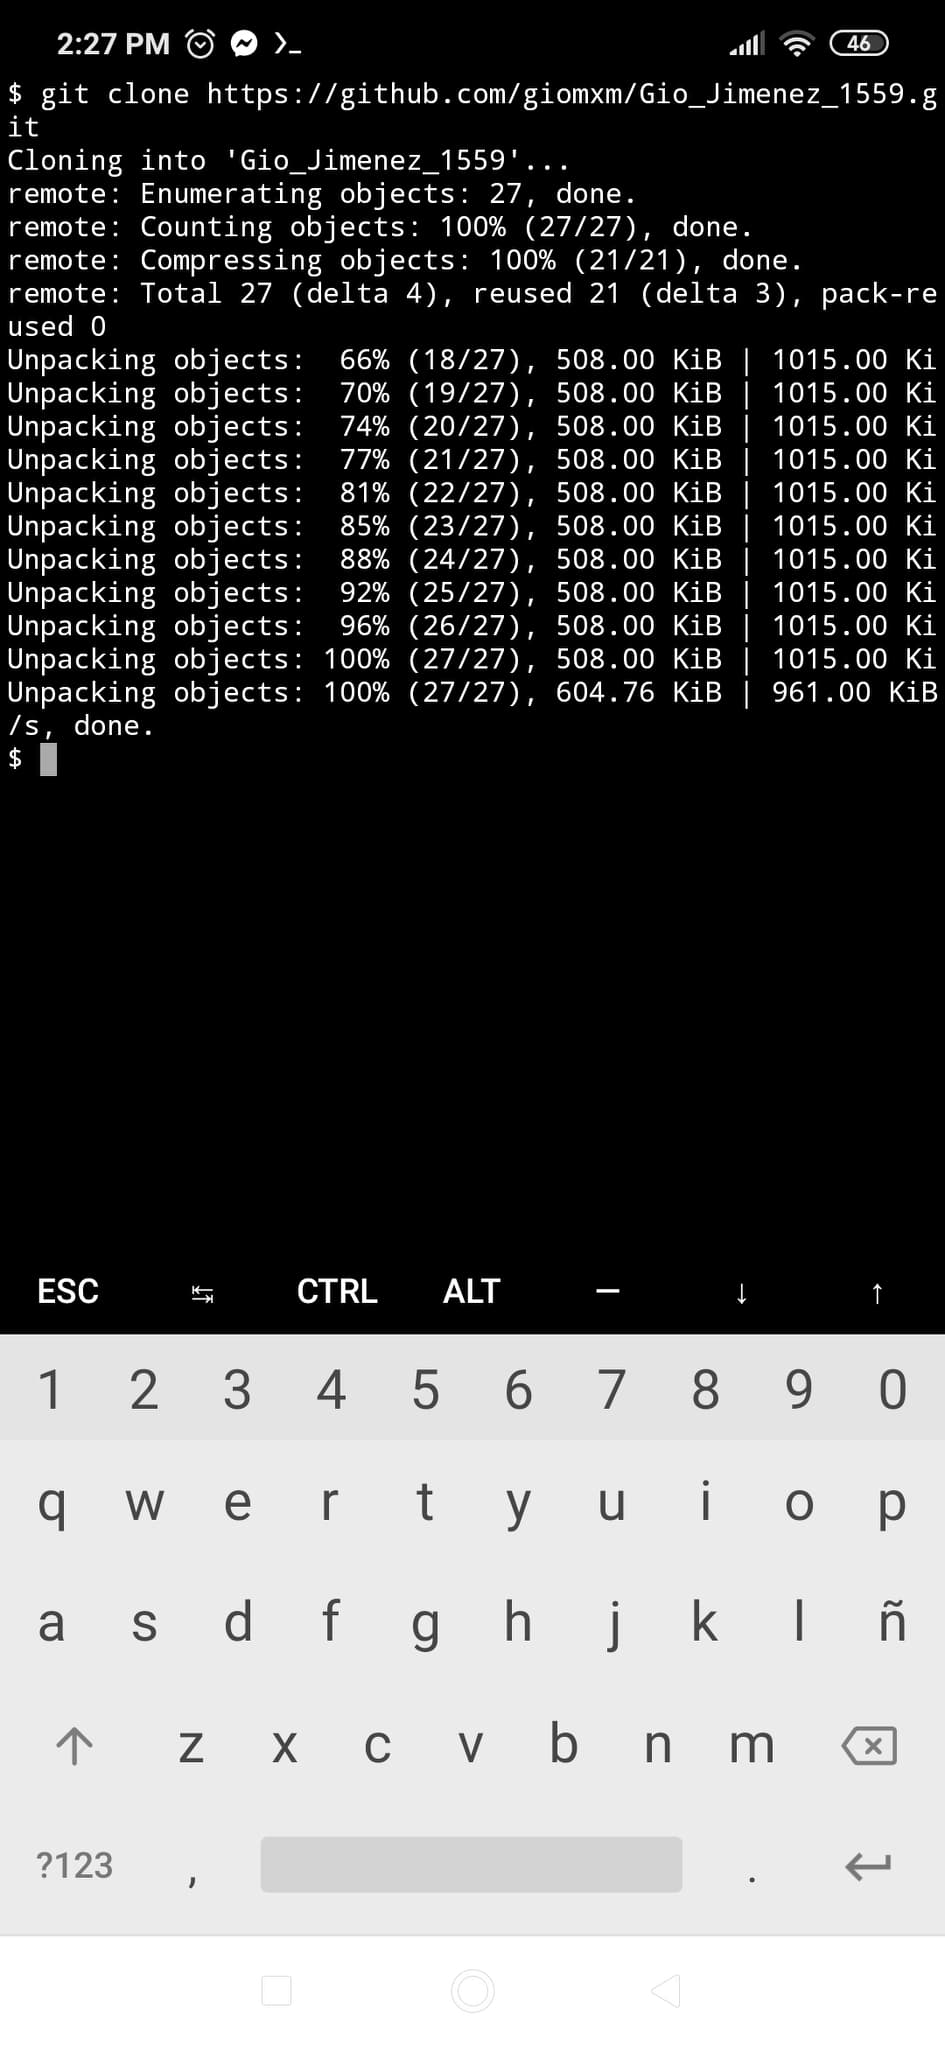 2:27 PM 46
$ git clone https://github.com/giomxm/Gio_Jimenez_1559.g
it
Cloning into 'Gio_Jimenez_1559'...
remote: Enumerating objects: 27, done.
remote: Counting objects: 100% (27/27), done.
remote: Compressing objects: 100% (21/21), done.
remote: Total 27 (delta 4), reused 21 (delta 3), pack-re
used 0
Unpacking objects:  66% (18/27), 508.00 KiB | 1015.00 Ki
Unpacking objects:  70% (19/27), 508.00 KiB | 1015.00 Ki
Unpacking objects:  74% (20/27), 508.00 KiB | 1015.00 Ki
Unpacking objects:  77% (21/27), 508.00 KiB | 1015.00 Ki
Unpacking objects:  81% (22/27), 508.00 KiB | 1015.00 Ki
Unpacking objects:  85% (23/27), 508.00 KiB | 1015.00 Ki
Unpacking objects:  88% (24/27), 508.00 KiB | 1015.00 Ki
Unpacking objects:  92% (25/27), 508.00 KiB | 1015.00 Ki
Unpacking objects:  96% (26/27), 508.00 KiB | 1015.00 Ki
Unpacking objects: 100% (27/27), 508.00 KiB | 1015.00 Ki
Unpacking objects: 100% (27/27), 604.76 KiB | 961.00 KiB
/s, done.
$
ESC ↹ CTRL ALT — ↓ ↑
1 2 3 4 5 6 7 8 9 0
q w e r t y u i o p
a s d f g h j k l ñ
z x c v b n m
?123 , .